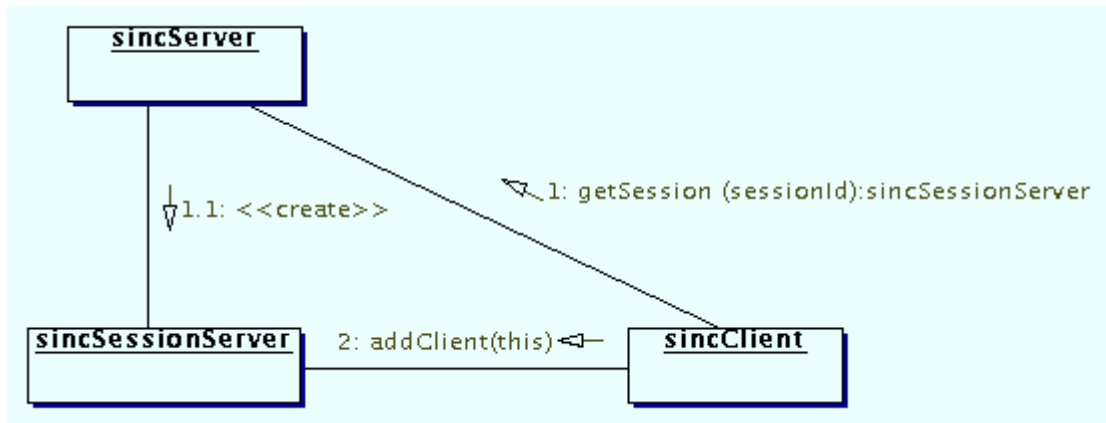 sincServer
1: getSession (sessionId):sincSessionServer
1.1: <<create>>
sincSessionServer
2: addClient(this)
sincClient